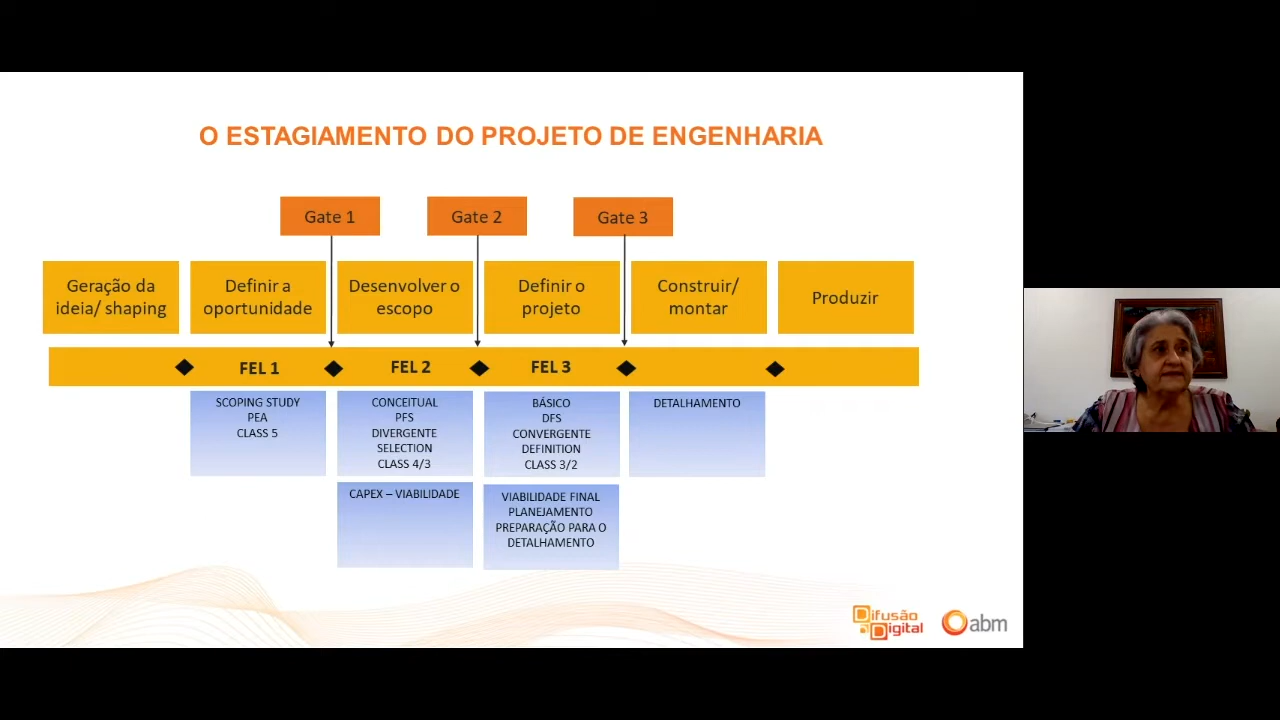 O ESTAGIAMENTO DO PROJETO DE ENGENHARIA
Gate 1
Gate 2
Gate 3
Geração da
ideia/ shaping
Definir a
oportunidade
Desenvolver o
escopo
Definir o
projeto
Construir/
montar
Produzir
FEL 1
FEL 2
FEL 3
SCOPING STUDY
PEA
CLASS 5
CONCEITUAL
PFS
DIVERGENTE
SELECTION
CLASS 4/3
BÁSICO
DFS
CONVERGENTE
DEFINITION
CLASS 3/2
DETALHAMENTO
CAPEX – VIABILIDADE
VIABILIDADE FINAL
PLANEJAMENTO
PREPARAÇÃO PARA O
DETALHAMENTO
Difusão
Digital
abm